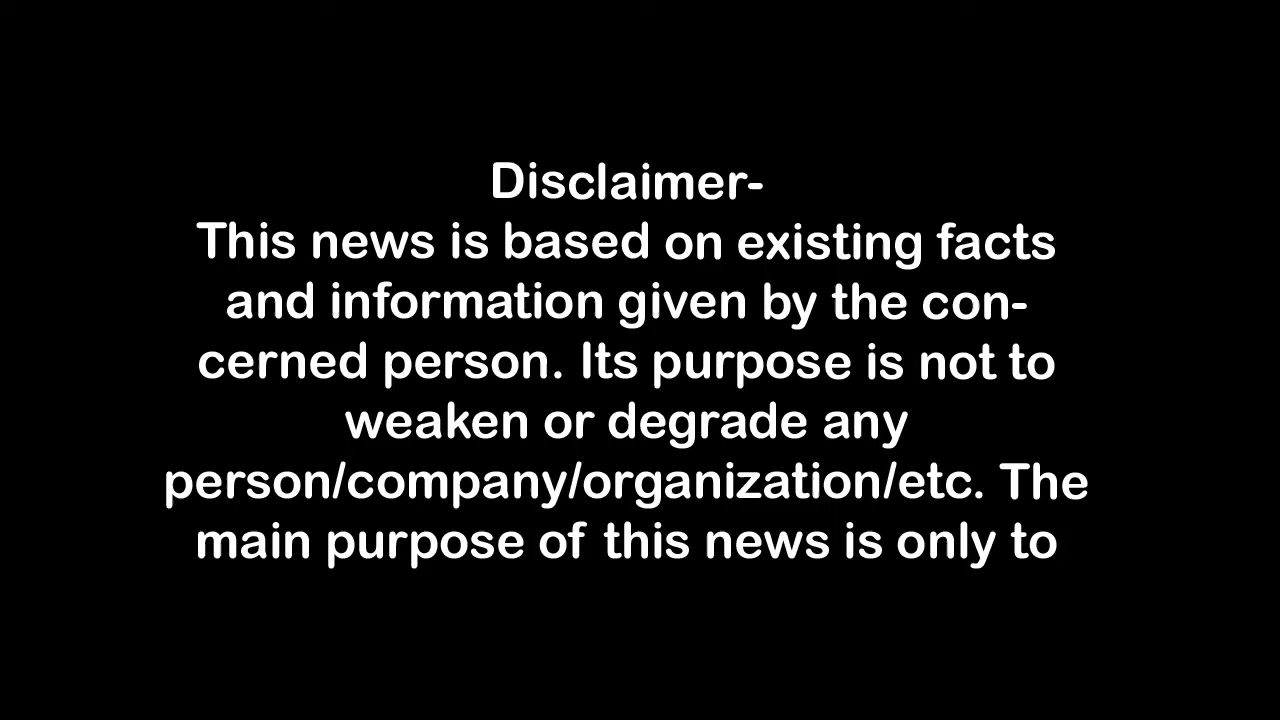 Disclaimer-
This news is based on existing facts
and information given by the con-
cerned person. Its purpose is not to
weaken or degrade any
person/company/organization/etc. The
main purpose of this news is only to